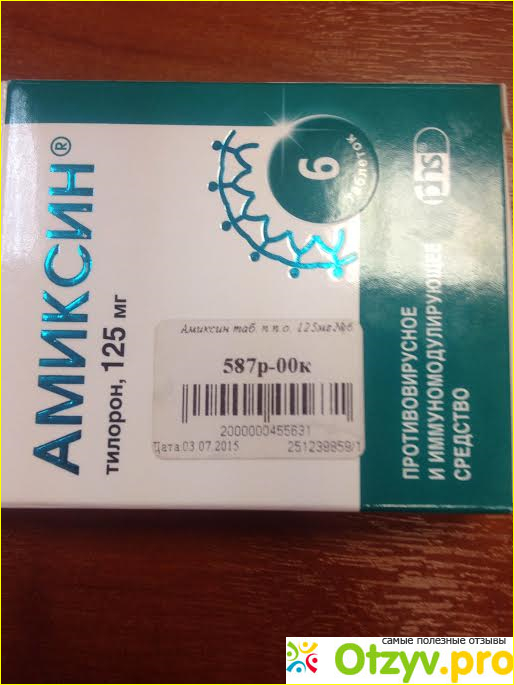 АМИКСИН®
тилорон, 125 мг
6
таблеток
ПРОТИВОВИРУСНОЕ
И ИММУНОМОДУЛИРУЮЩЕЕ
СРЕДСТВО
Амиксин таб. п.п.о. 125мг №6
587р-00к
2000000455631
Дата:03.07.2015 251239859/1
самые полезные отзывы
Otzyv.pro